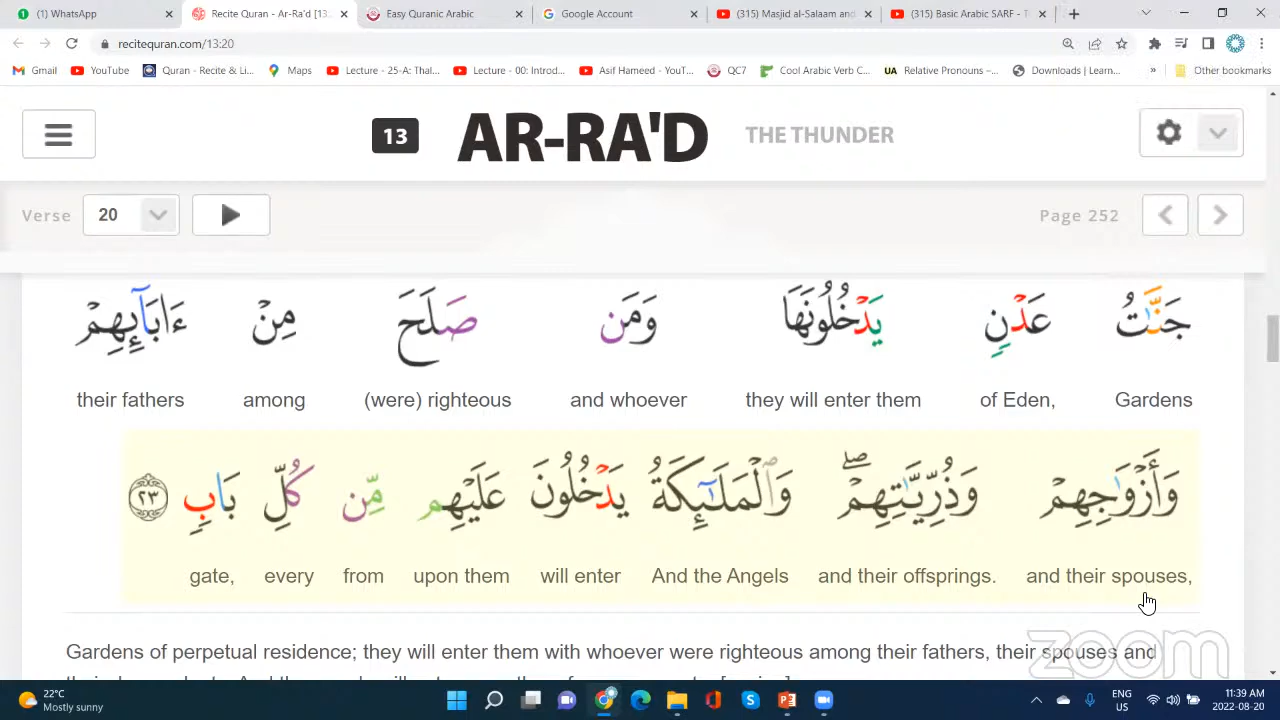 WhatsApp
Recite Quran - Ar-Ra'd [13
Easy Quranic Arabic
Google Account
(315) Masjid al-Salaam and
(315) Basic Arabic SARF - T
recitequran.com/13:20
Gmail
YouTube
Quran - Recite & Li...
Maps
Lecture - 25-A: Thal...
Lecture - 00: Introd...
Asif Hameed - YouT...
QC7
Cool Arabic Verb C...
UA Relative Pronouns –...
Downloads | Learn...
»
Other bookmarks
13 AR-RA'D THE THUNDER
Verse 20
Page 252
جَنَّـٰتُ عَدْنٍ يَدْخُلُونَهَا وَمَن صَلَحَ مِنْ ءَابَآئِهِمْ
their fathers among (were) righteous and whoever they will enter them of Eden, Gardens
وَأَزْوَٰجِهِمْ وَذُرِّيَّـٰتِهِمْ ۖ وَٱلْمَلَـٰٓئِكَةُ يَدْخُلُونَ عَلَيْهِم مِّن كُلِّ بَابٍ ٢٣
gate, every from upon them will enter And the Angels and their offsprings. and their spouses,
Gardens of perpetual residence; they will enter them with whoever were righteous among their fathers, their spouses and
zoom
22°C
Mostly sunny
ENG
US
11:39 AM
2022-08-20